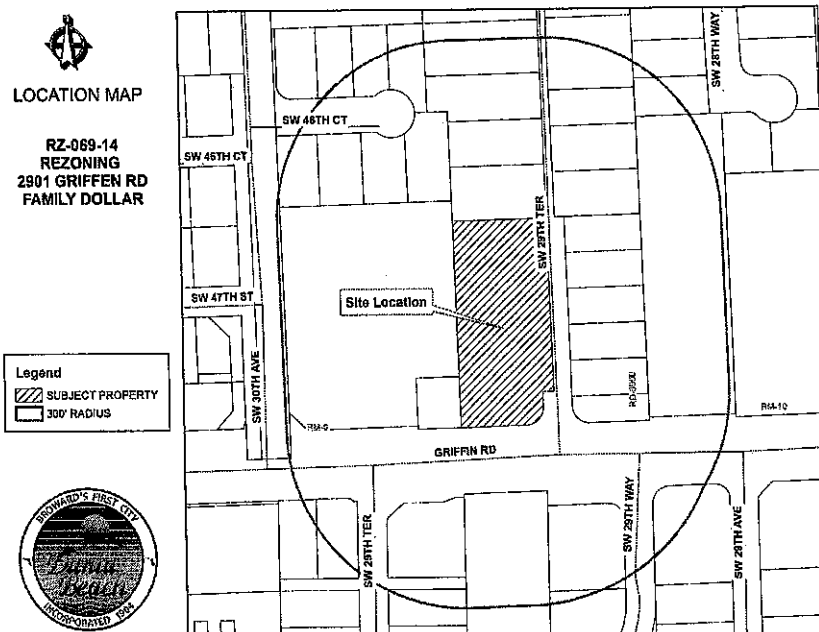 LOCATION MAP
RZ-069-14
REZONING
2901 GRIFFEN RD
FAMILY DOLLAR
Legend
SUBJECT PROPERTY
300' RADIUS
BROWARD'S FIRST CITY
Dania
Beach
INCORPORATED 1904
SW 28TH WAY
SW 46TH CT
SW 46TH CT
SW 29TH TER
SW 47TH ST
Site Location
SW 30TH AVE
RM-10
GRIFFIN RD
SW 29TH TER
SW 29TH WAY
SW 28TH AVE